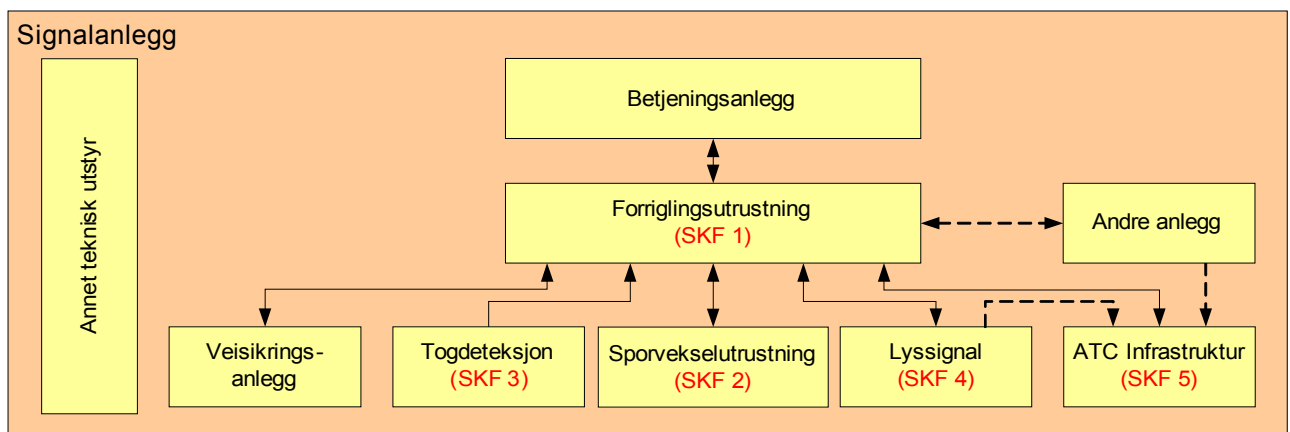 Signalanlegg
Annet teknisk utstyr
Betjeningsanlegg
Forriglingsutrustning
(SKF 1)
Andre anlegg
Veisikrings-
anlegg
Togdeteksjon
(SKF 3)
Sporvekselutrustning
(SKF 2)
Lyssignal
(SKF 4)
ATC Infrastruktur
(SKF 5)